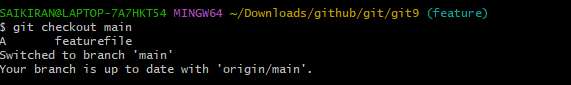 SAIKIRAN@LAPTOP-7A7HKT54 MINGW64 ~/Downloads/github/git/git9 (feature)
$ git checkout main
A       featurefile
Switched to branch 'main'
Your branch is up to date with 'origin/main'.